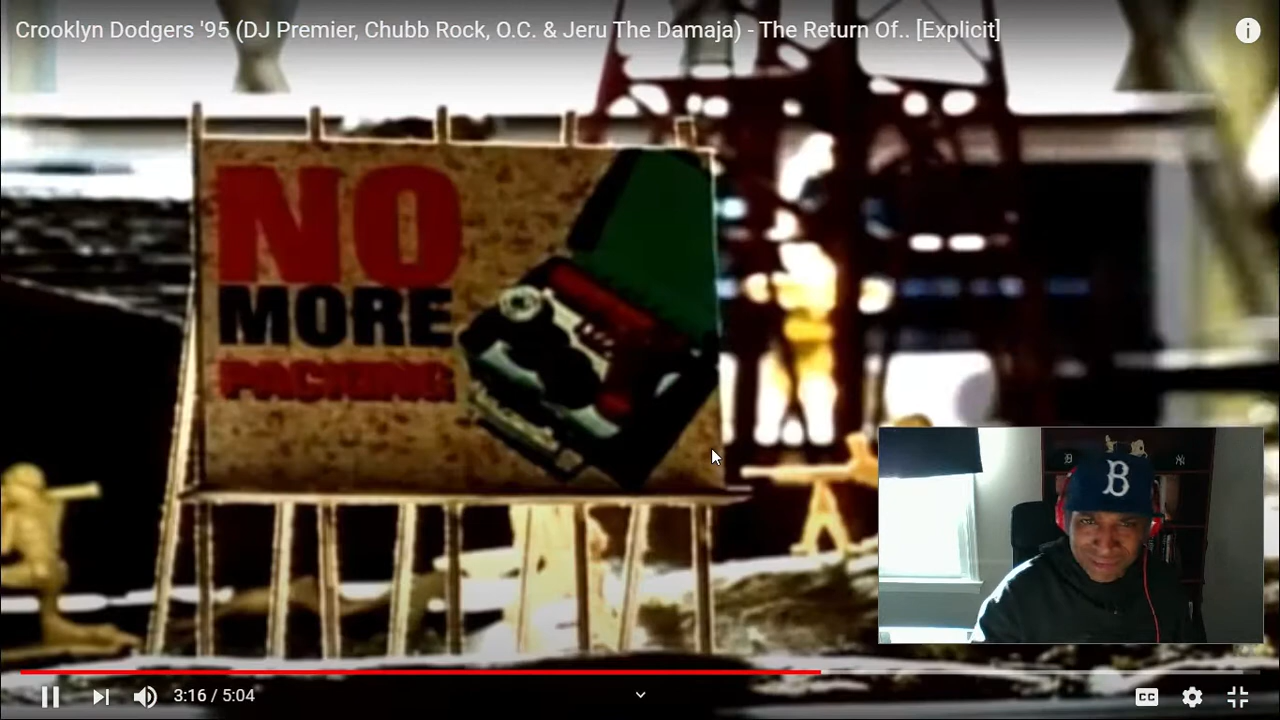 Crooklyn Dodgers '95 (DJ Premier, Chubb Rock, O.C. & Jeru The Damaja) - The Return Of.. [Explicit]
NO
MORE
PACKING
B
3:16 / 5:04
CC